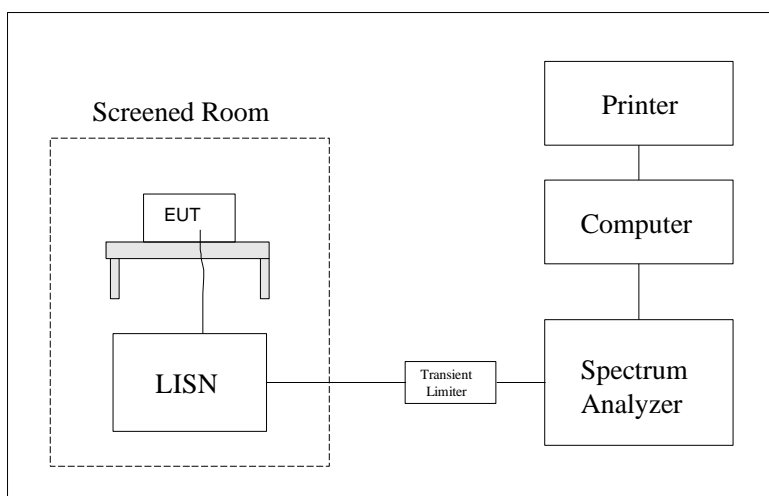 Screened Room
EUT
LISN
Transient
Limiter
Printer
Computer
Spectrum
Analyzer